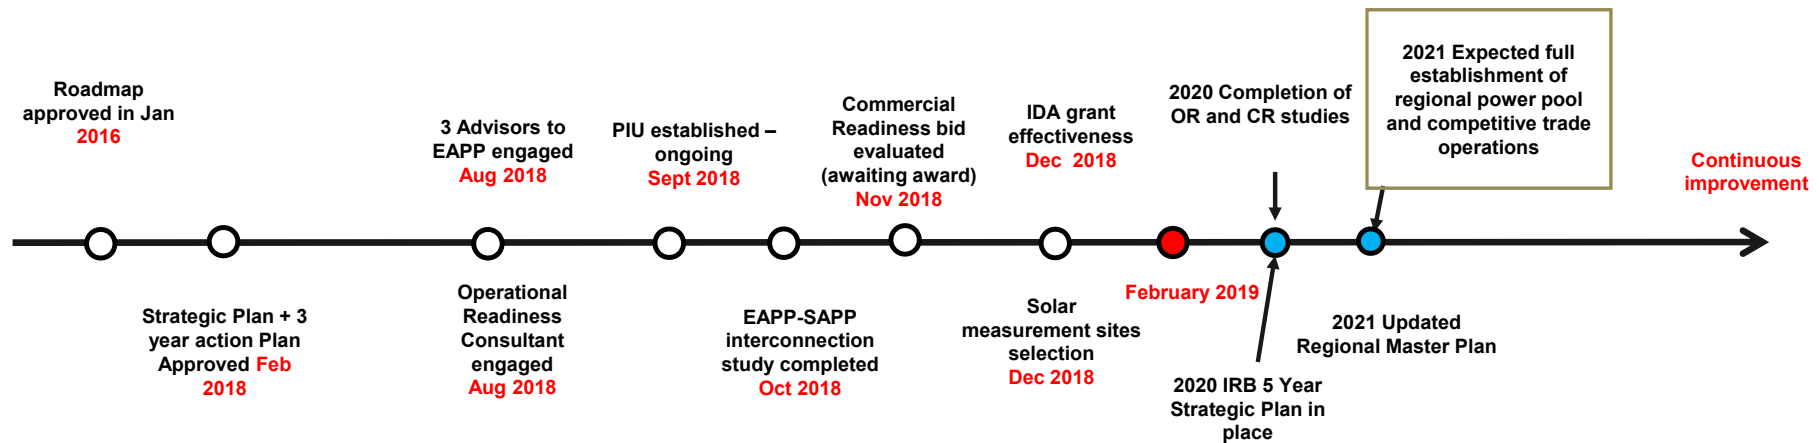 Roadmap
approved in Jan
2016
Strategic Plan + 3
year action Plan
Approved Feb
2018
3 Advisors to
EAPP engaged
Aug 2018
Operational
Readiness
Consultant
engaged
Aug 2018
PIU established –
ongoing
Sept 2018
EAPP-SAPP
interconnection
study completed
Oct 2018
Commercial
Readiness bid
evaluated
(awaiting award)
Nov 2018
IDA grant
effectiveness
Dec 2018
Solar
measurement sites
selection
Dec 2018
February 2019
2020 Completion of
OR and CR studies
2020 IRB 5 Year
Strategic Plan in
place
2021 Expected full
establishment of
regional power pool
and competitive trade
operations
2021 Updated
Regional Master Plan
Continuous
improvement